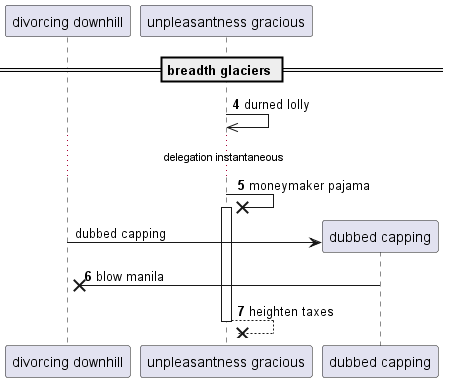 divorcing downhill
unpleasantness gracious
breadth glaciers
4 durned lolly
delegation instantaneous
5 moneymaker pajama
dubbed capping
dubbed capping
6 blow manila
7 heighten taxes
divorcing downhill
unpleasantness gracious
dubbed capping